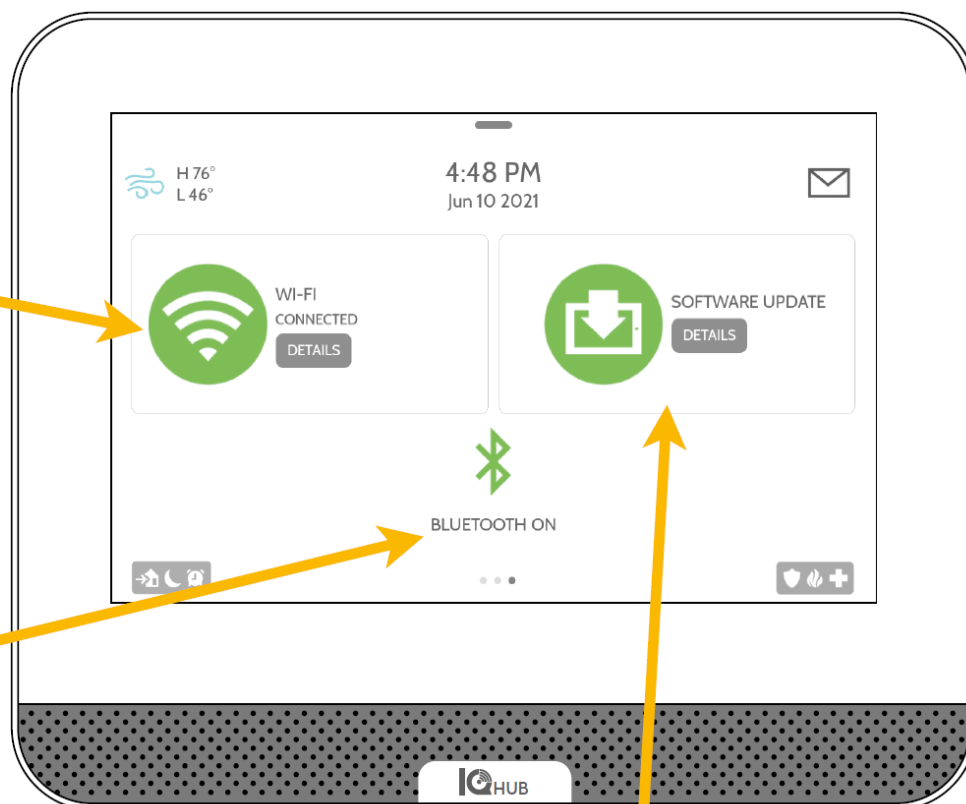 H 76°
L 46°
4:48 PM
Jun 10 2021
WI-FI
CONNECTED
DETAILS
SOFTWARE UPDATE
DETAILS
BLUETOOTH ON
IQ HUB